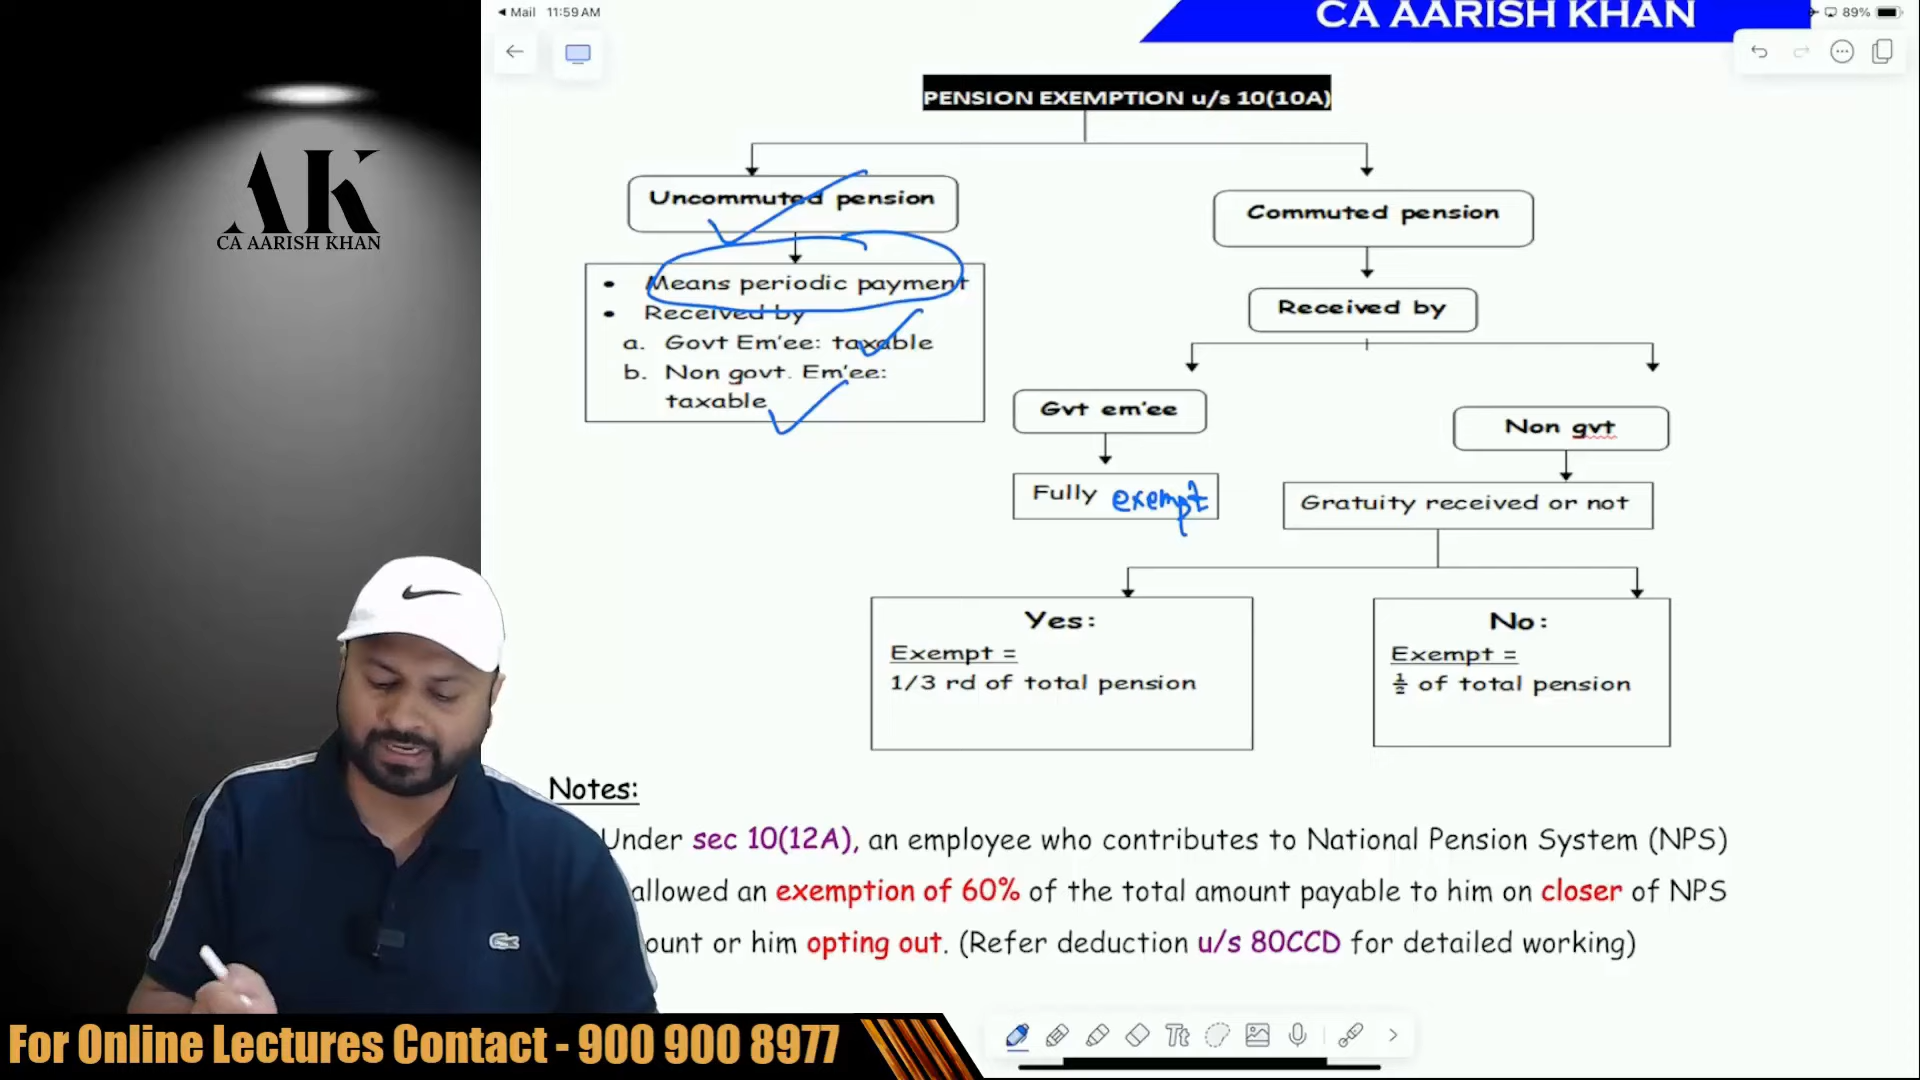 Mail 11:59 AM
CA AARISH KHAN
89%
AK
CA AARISH KHAN
PENSION EXEMPTION u/s 10(10A)
Uncommuted pension
• Means periodic payment
• Received by
a. Govt Em'ee: taxable
b. Non govt. Em'ee:
taxable
Commuted pension
Received by
Gvt em'ee
Fully exempt
Non gvt
Gratuity received or not
Yes:
Exempt =
1/3 rd of total pension
No:
Exempt =
½ of total pension
Notes:
Under sec 10(12A), an employee who contributes to National Pension System (NPS)
allowed an exemption of 60% of the total amount payable to him on closer of NPS
ount or him opting out. (Refer deduction u/s 80CCD for detailed working)
Tt
For Online Lectures Contact - 900 900 8977